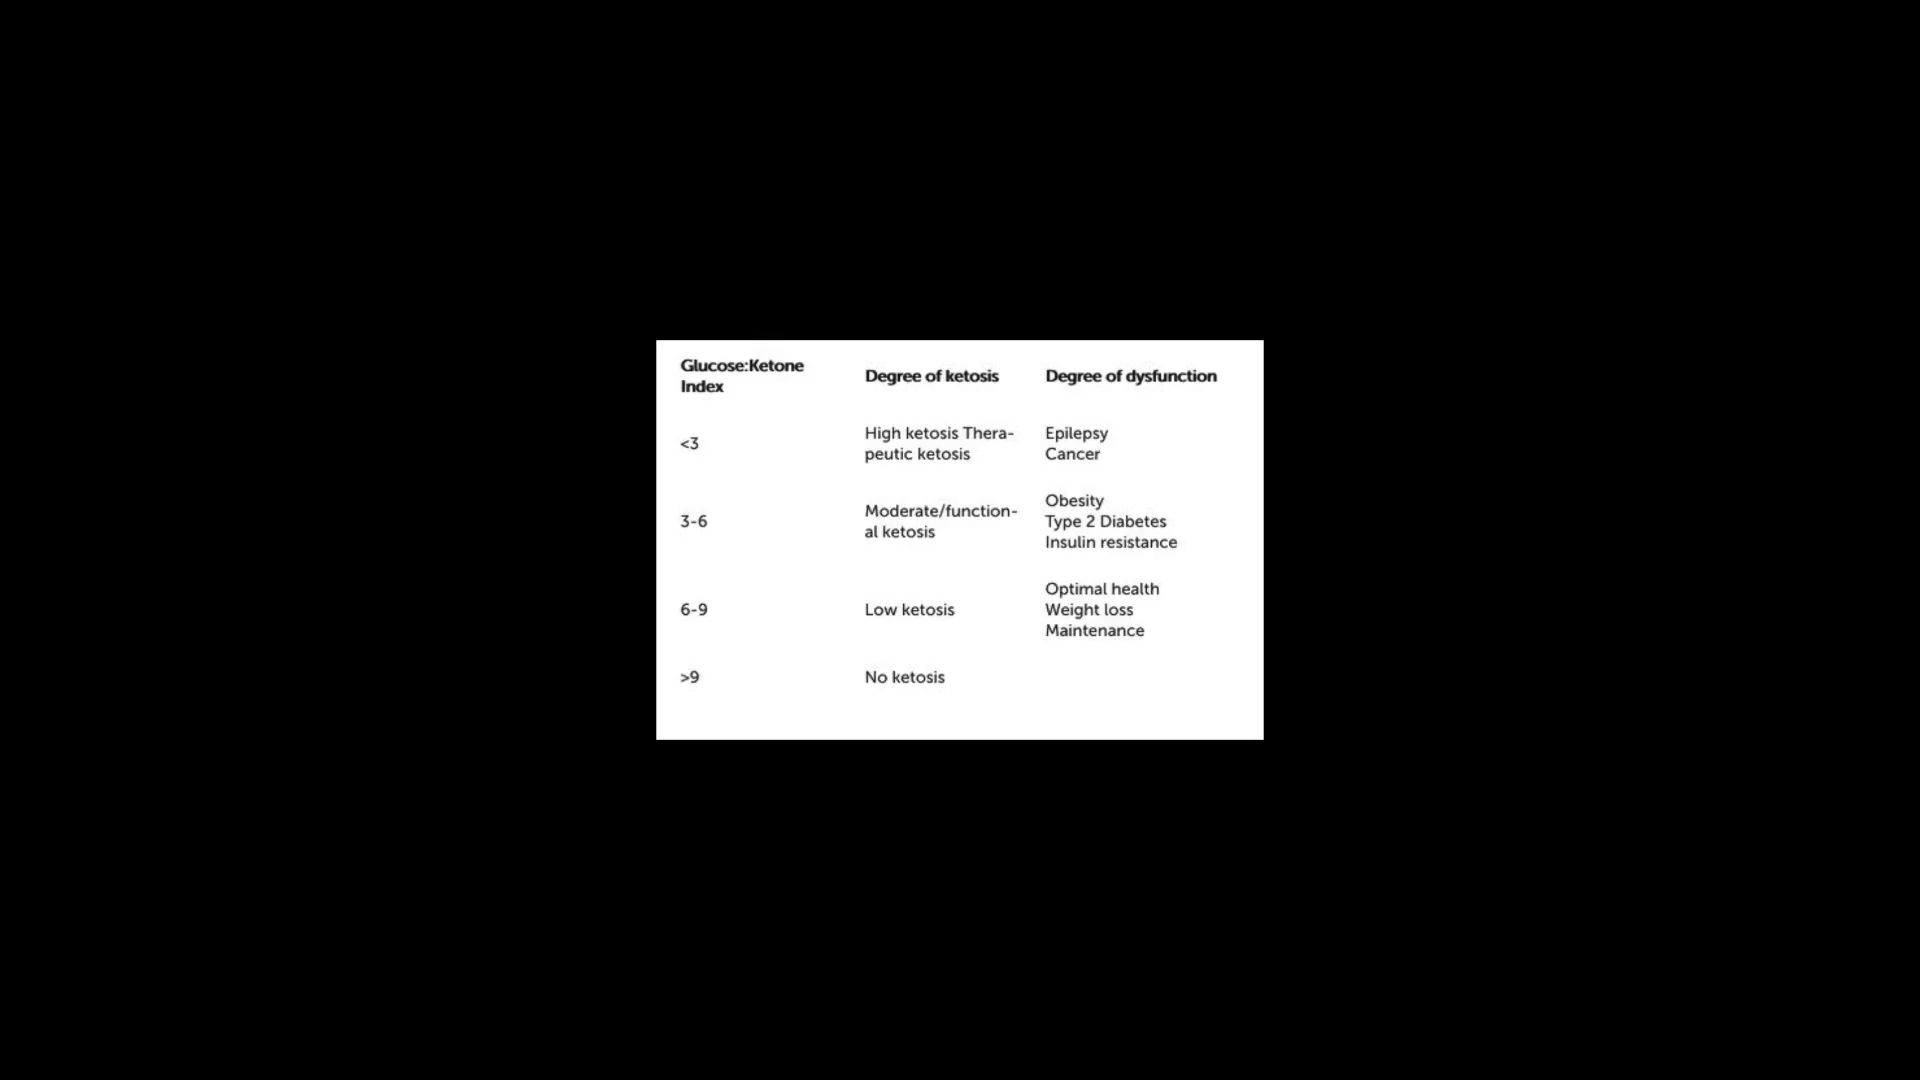 Glucose:Ketone
Index
Degree of ketosis
Degree of dysfunction
<3
High ketosis Thera-
peutic ketosis
Epilepsy
Cancer
3-6
Moderate/function-
al ketosis
Obesity
Type 2 Diabetes
Insulin resistance
6-9
Low ketosis
Optimal health
Weight loss
Maintenance
>9
No ketosis